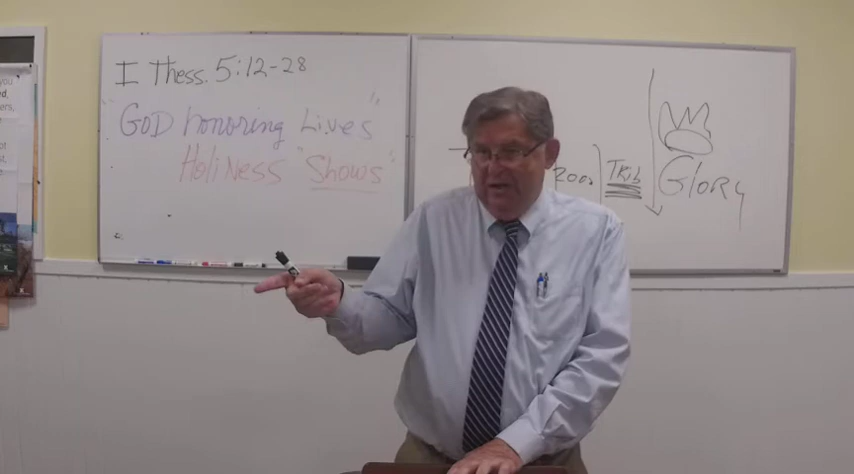 I Thess. 5:12-28
"GOD honoring Lives"
Holiness "Shows"
Trib
Glory